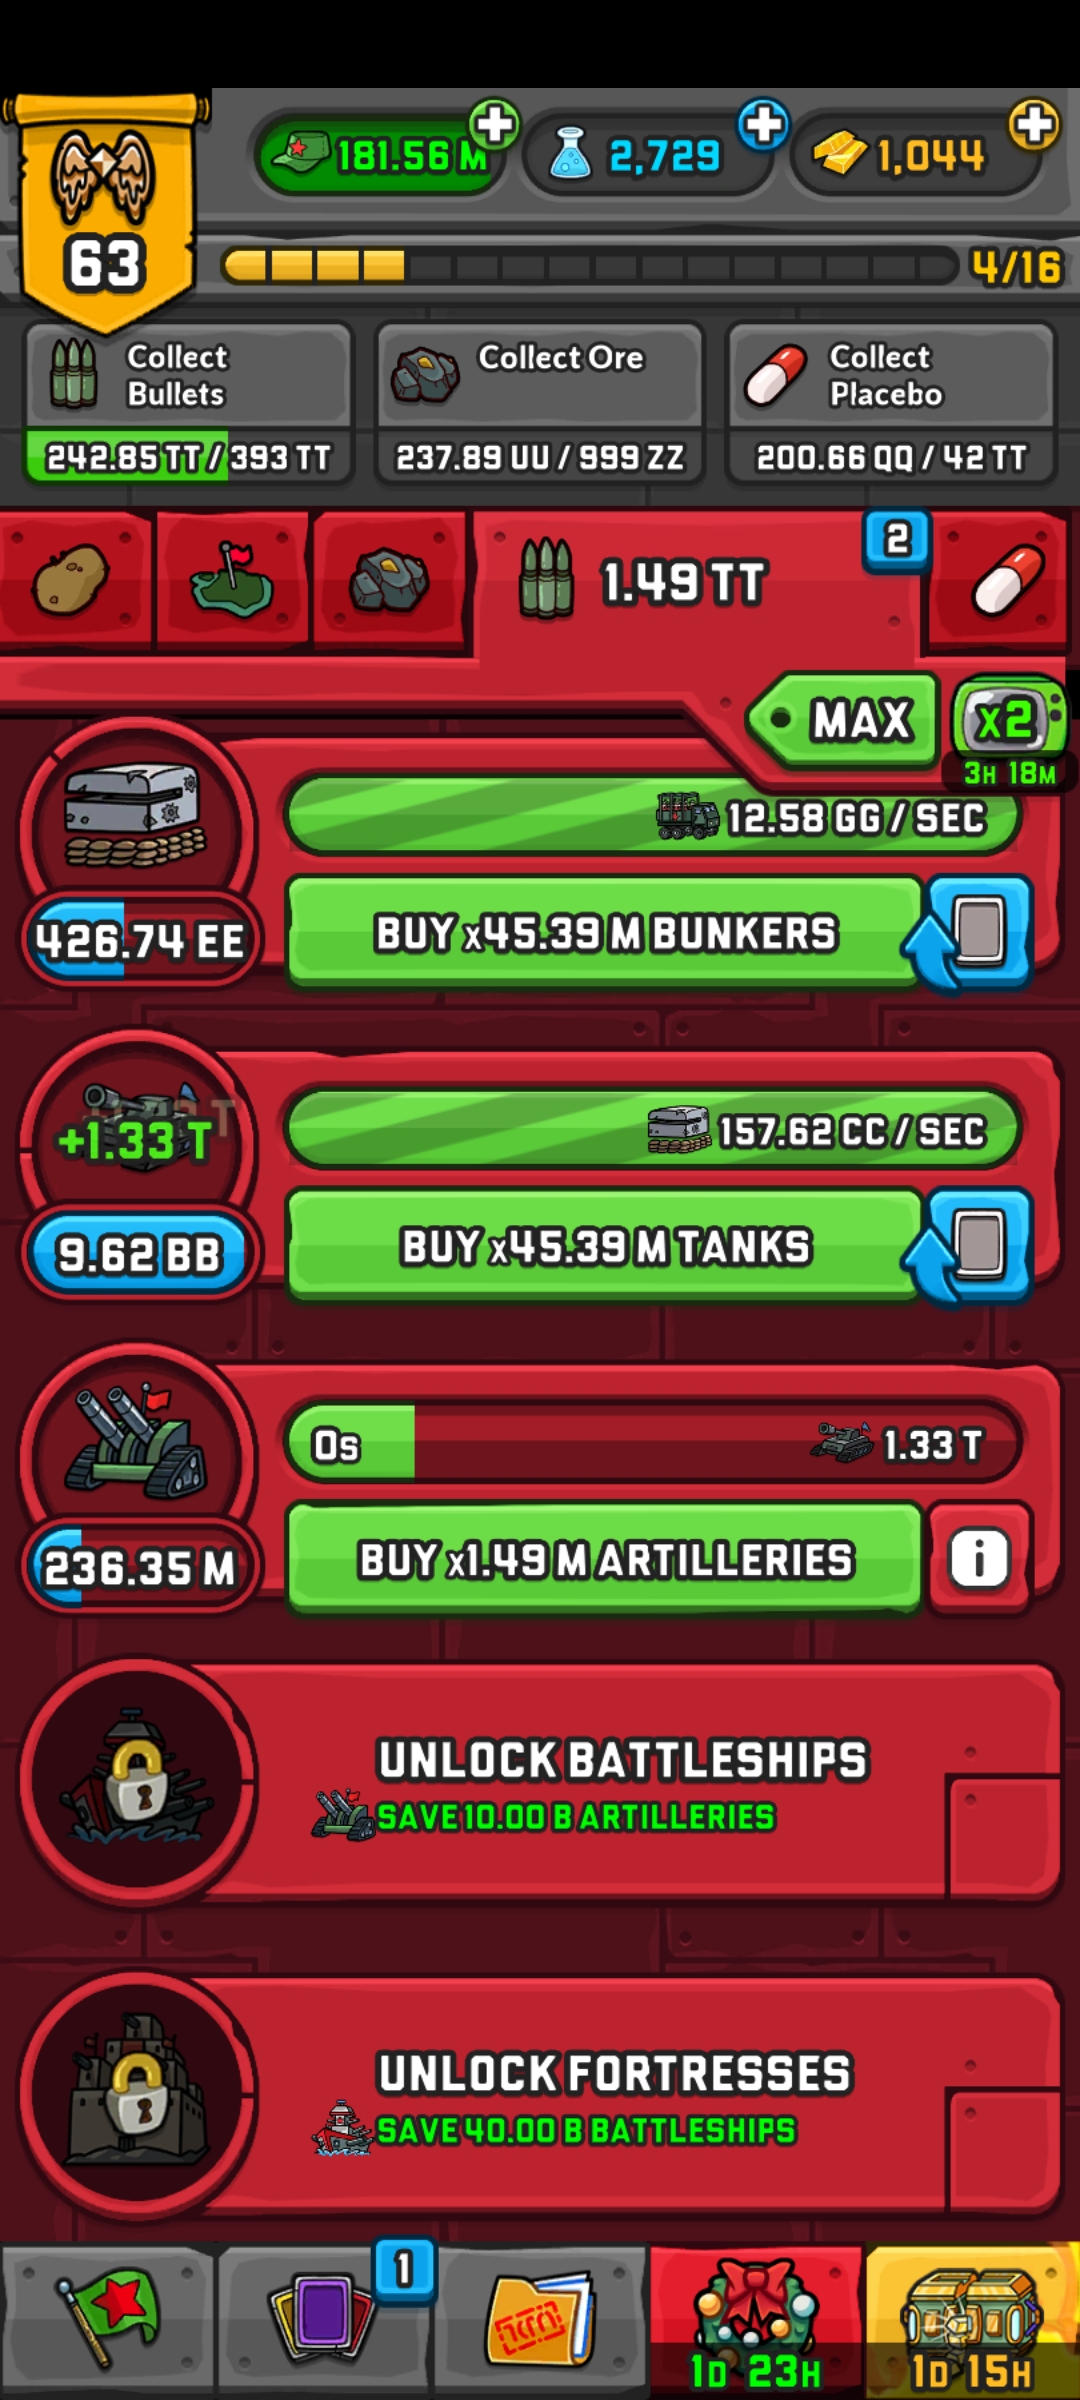 181.56 M
2,729
1,044
63
4/16
Collect
Bullets
242.85 TT / 393 TT
Collect Ore
237.89 UU / 999 ZZ
Collect
Placebo
200.66 QQ / 42 TT
1.49 TT
2
MAX
x2
3H 18M
12.58 GG / SEC
426.74 EE
BUY x45.39 M BUNKERS
+1.33 T
157.62 CC / SEC
9.62 BB
BUY x45.39 M TANKS
0s
1.33 T
236.35 M
BUY x1.49 M ARTILLERIES
i
UNLOCK BATTLESHIPS
SAVE 10.00 B ARTILLERIES
UNLOCK FORTRESSES
SAVE 40.00 B BATTLESHIPS
1
1D 23H
1D 15H